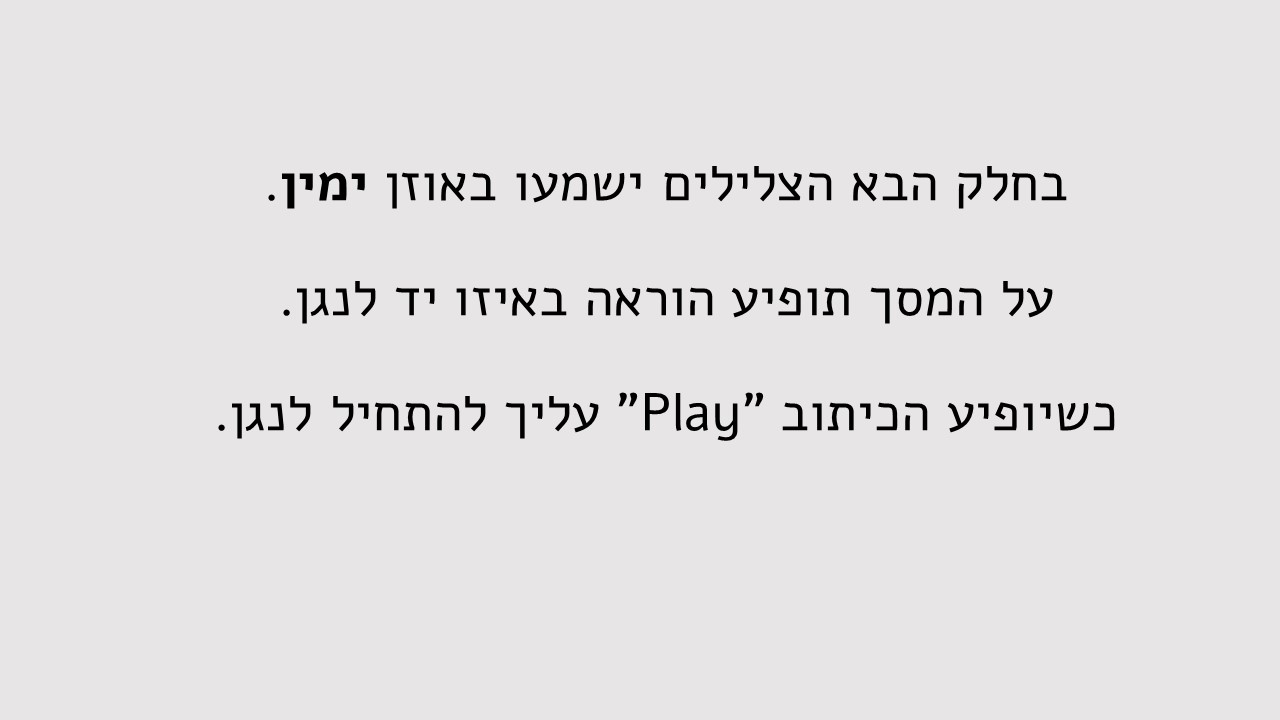 בחלק הבא הצלילים ישמעו באוזן ימין.
על המסך תופיע הוראה באיזו יד לנגן.
כשיופיע הכיתוב ”Play” עליך להתחיל לנגן.